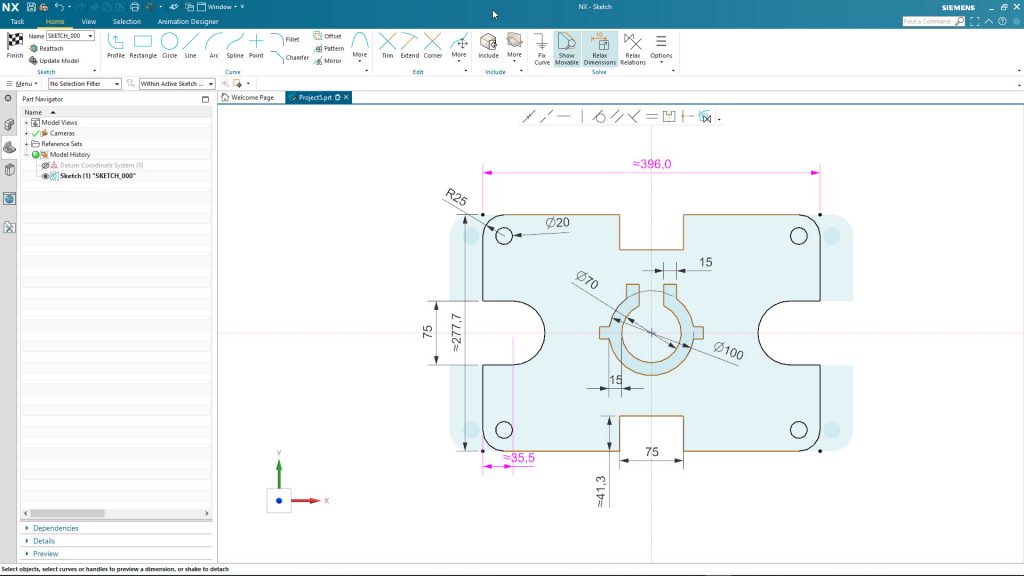 NX
Window
NX - Sketch
SIEMENS
Task
Home
View
Selection
Animation Designer
Find a Command
Finish
Name
SKETCH_000
Reattach
Update Model
Sketch
Profile
Rectangle
Circle
Line
Arc
Spline
Point
Fillet
Chamfer
Offset
Pattern
Mirror
More
Curve
Trim
Extend
Corner
More
Edit
Include
More
Include
Fix
Curve
Show
Movable
Relax
Dimensions
Relax
Relations
Options
Solve
Menu
No Selection Filter
Within Active Sketch ...
Part Navigator
Welcome Page
Project5.prt
Name
Model Views
Cameras
Reference Sets
Model History
Datum Coordinate System (0)
Sketch (1) "SKETCH_000"
≈396,0
R25
Ø20
15
Ø70
75
≈277,7
Ø100
15
≈35,5
75
≈41,3
Y
X
Dependencies
Details
Preview
Select objects, select curves or handles to preview a dimension, or shake to detach